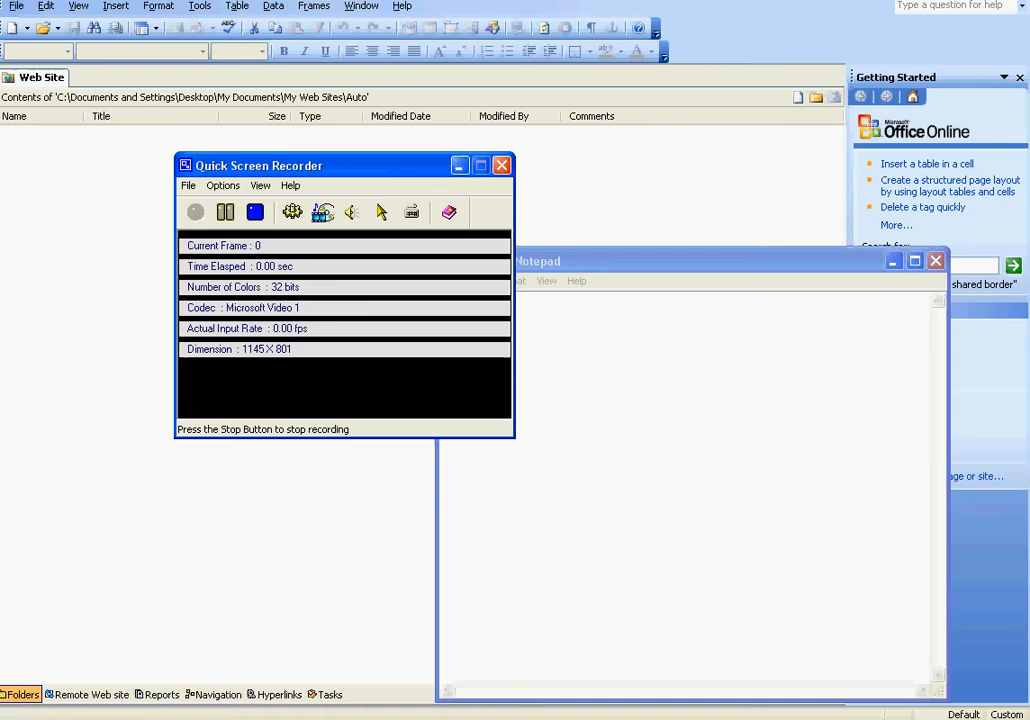 File Edit View Insert Format Tools Table Data Frames Window Help Type a question for help
Web Site
Contents of 'C:\Documents and Settings\Desktop\My Documents\My Web Sites\Auto'
Name Title Size Type Modified Date Modified By Comments
Quick Screen Recorder
File Options View Help
Current Frame : 0
Time Elasped : 0.00 sec
Number of Colors : 32 bits
Codec : Microsoft Video 1
Actual Input Rate : 0.00 fps
Dimension : 1145 X 801
Press the Stop Button to stop recording
Notepad
at View Help
Getting Started
Microsoft
Office Online
Insert a table in a cell
Create a structured page layout
by using layout tables and cells
Delete a tag quickly
More...
shared border"
age or site...
Folders Remote Web site Reports Navigation Hyperlinks Tasks
Default Custom